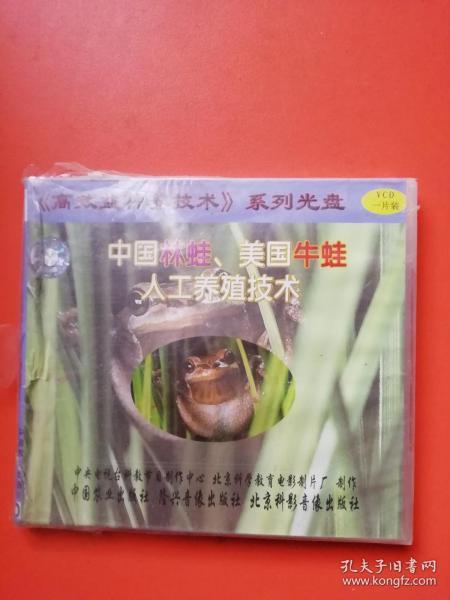 《高效益养殖技术》系列光盘
VCD
一片装
中国林蛙、美国牛蛙
人工养殖技术
中央电视台科教节目制作中心 北京科学教育电影制片厂 制作
中国农业出版社 隆兴音像出版社 北京科影音像出版社
孔夫子旧书网
www.kongfz.com